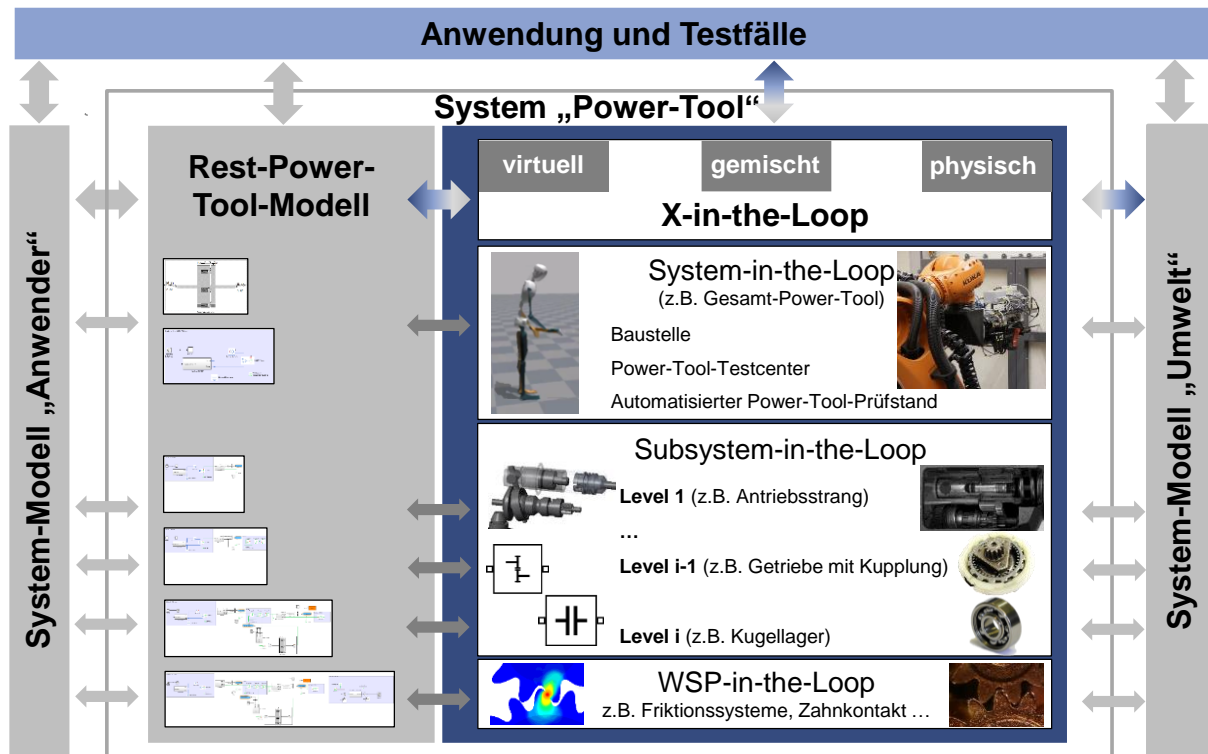 Anwendung und Testfälle
System „Power-Tool“
System-Modell „Anwender“
Rest-Power-
Tool-Modell
virtuell
gemischt
physisch
X-in-the-Loop
System-in-the-Loop
(z.B. Gesamt-Power-Tool)
Baustelle
Power-Tool-Testcenter
Automatisierter Power-Tool-Prüfstand
Subsystem-in-the-Loop
Level 1 (z.B. Antriebsstrang)
...
Level i-1 (z.B. Getriebe mit Kupplung)
Level i (z.B. Kugellager)
WSP-in-the-Loop
z.B. Friktionssysteme, Zahnkontakt …
System-Modell „Umwelt“